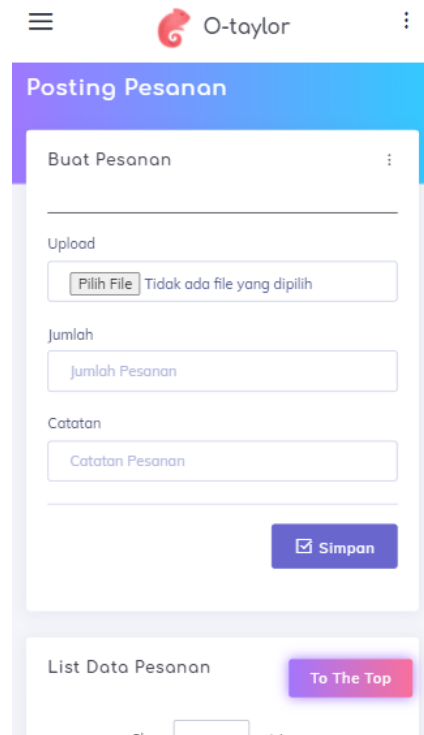 O-taylor
Posting Pesanan
Buat Pesanan
Upload
Pilih File Tidak ada file yang dipilih
Jumlah
Jumlah Pesanan
Catatan
Catatan Pesanan
Simpan
List Data Pesanan
To The Top